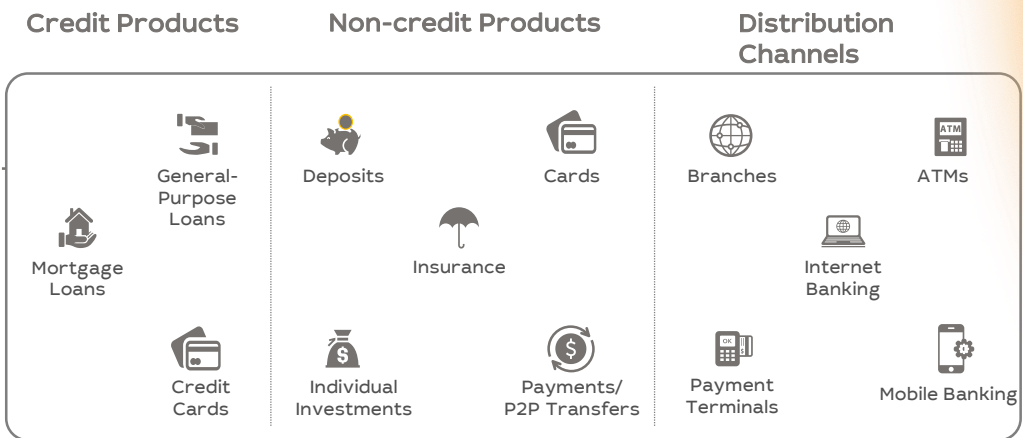 Credit Products
Non-credit Products
Distribution
Channels
General-
Purpose
Loans
Mortgage
Loans
Credit
Cards
Deposits
Cards
Insurance
$
Individual
Investments
$
Payments/
P2P Transfers
Branches
ATM
ATMs
Internet
Banking
OK
Payment
Terminals
Mobile Banking